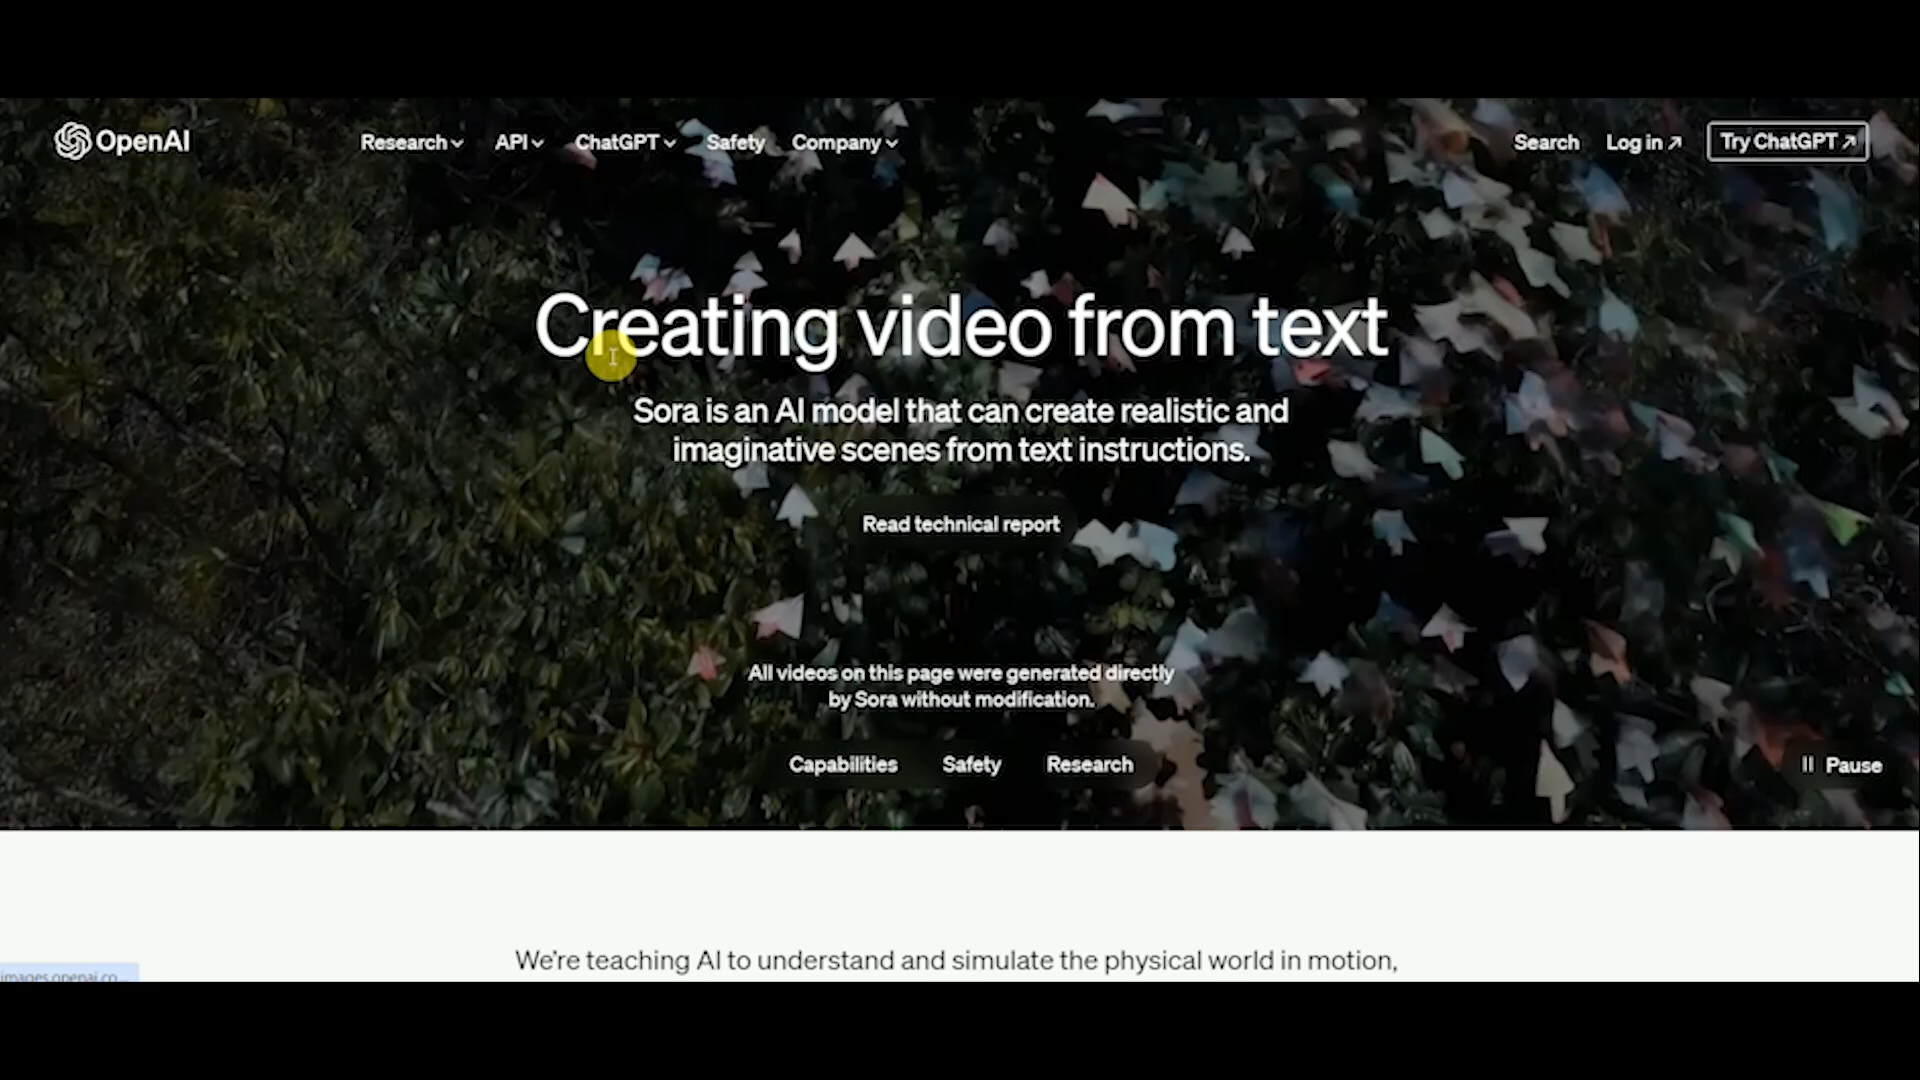 OpenAI
Research
API
ChatGPT
Safety
Company
Search
Log in ↗
Try ChatGPT ↗
Creating video from text
Sora is an AI model that can create realistic and
imaginative scenes from text instructions.
Read technical report
All videos on this page were generated directly
by Sora without modification.
Capabilities
Safety
Research
Pause
We're teaching AI to understand and simulate the physical world in motion,
images.openai.co...